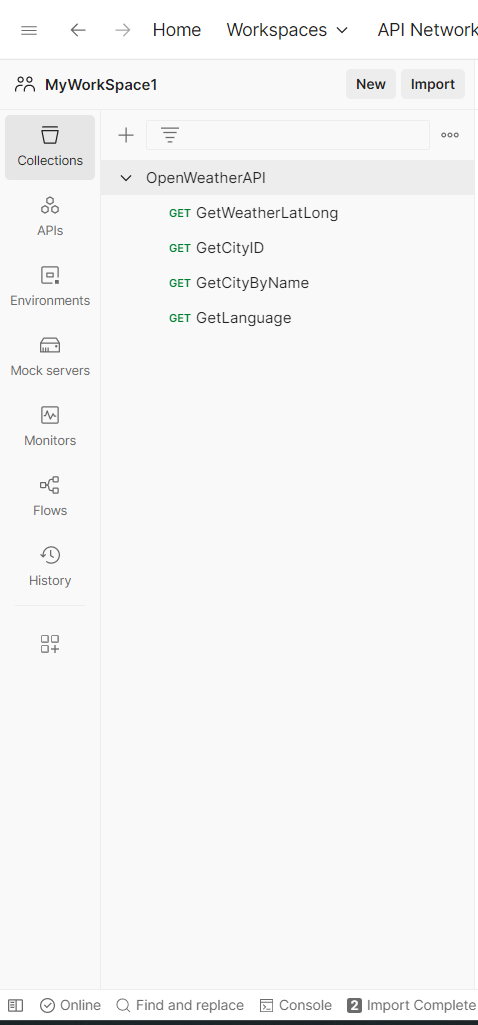 Home Workspaces API Network
MyWorkSpace1 New Import
Collections
APIs
Environments
Mock servers
Monitors
Flows
History
OpenWeatherAPI
GET GetWeatherLatLong
GET GetCityID
GET GetCityByName
GET GetLanguage
Online Find and replace Console 2 Import Complete